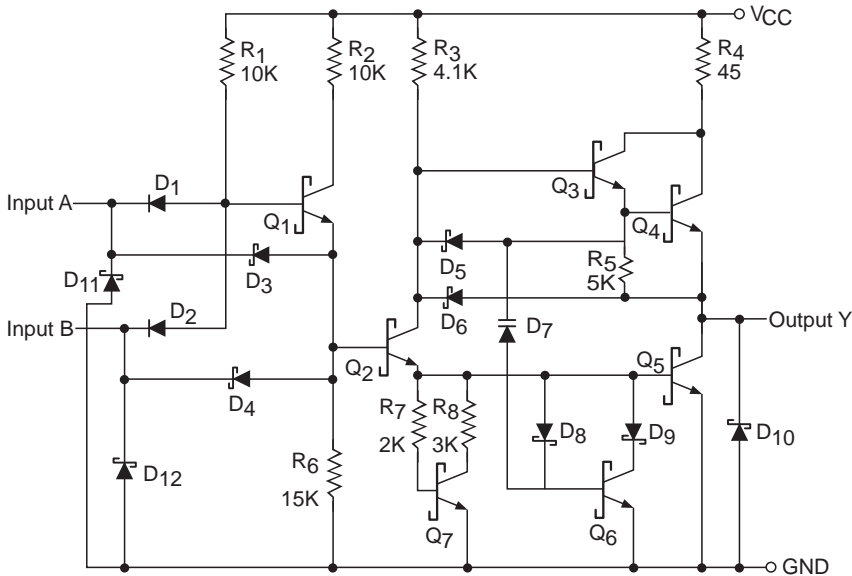 VCC
R1
10K
R2
10K
R3
4.1K
R4
45
Q3
Input A
D1
Q1
Q4
D11
D3
D5
R5
5K
Input B
D2
D6
D7
Output Y
Q2
Q5
D4
R7
2K
R8
3K
D8
D9
D10
D12
R6
15K
Q7
Q6
GND